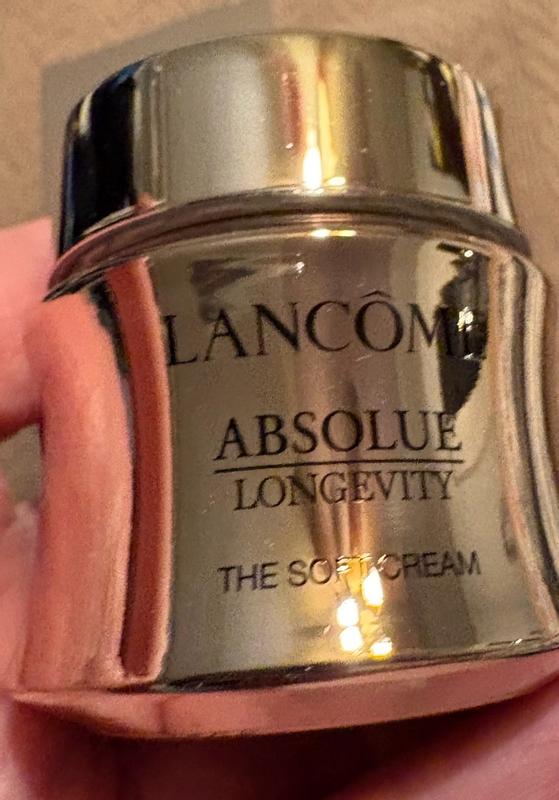 LANCÔME
ABSOLUE
LONGEVITY
THE SOFT CREAM